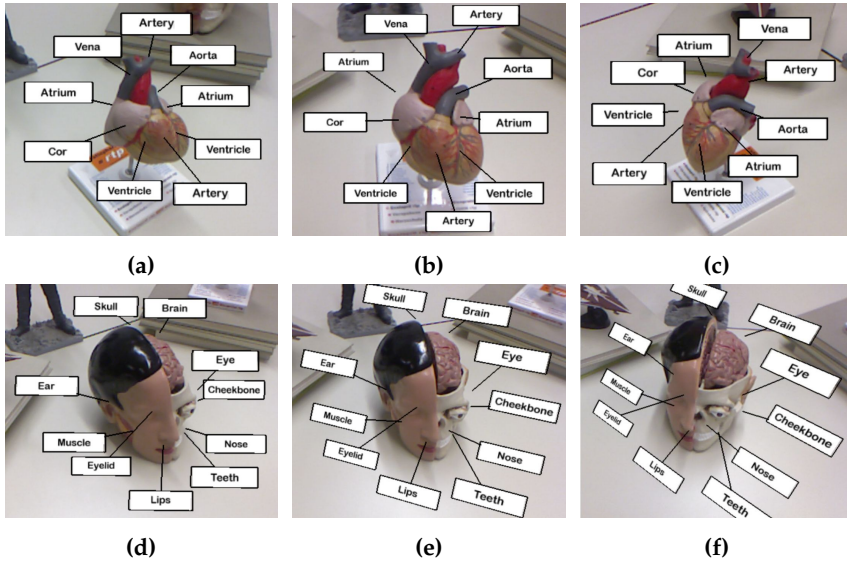 Artery
Vena
Aorta
Atrium
Atrium
Cor
Ventricle
Ventricle
Artery
(a)
Vena
Artery
Atrium
Aorta
Cor
Atrium
Ventricle
Ventricle
Artery
(b)
Vena
Atrium
Cor
Artery
Ventricle
Aorta
Atrium
Artery
Ventricle
(c)
Skull
Brain
Eye
Ear
Cheekbone
Muscle
Nose
Eyelid
Teeth
Lips
(d)
Skull
Brain
Ear
Eye
Cheekbone
Muscle
Eyelid
Nose
Lips
Teeth
(e)
Skull
Brain
Ear
Eye
Muscle
Eyelid
Cheekbone
Lips
Nose
Teeth
(f)